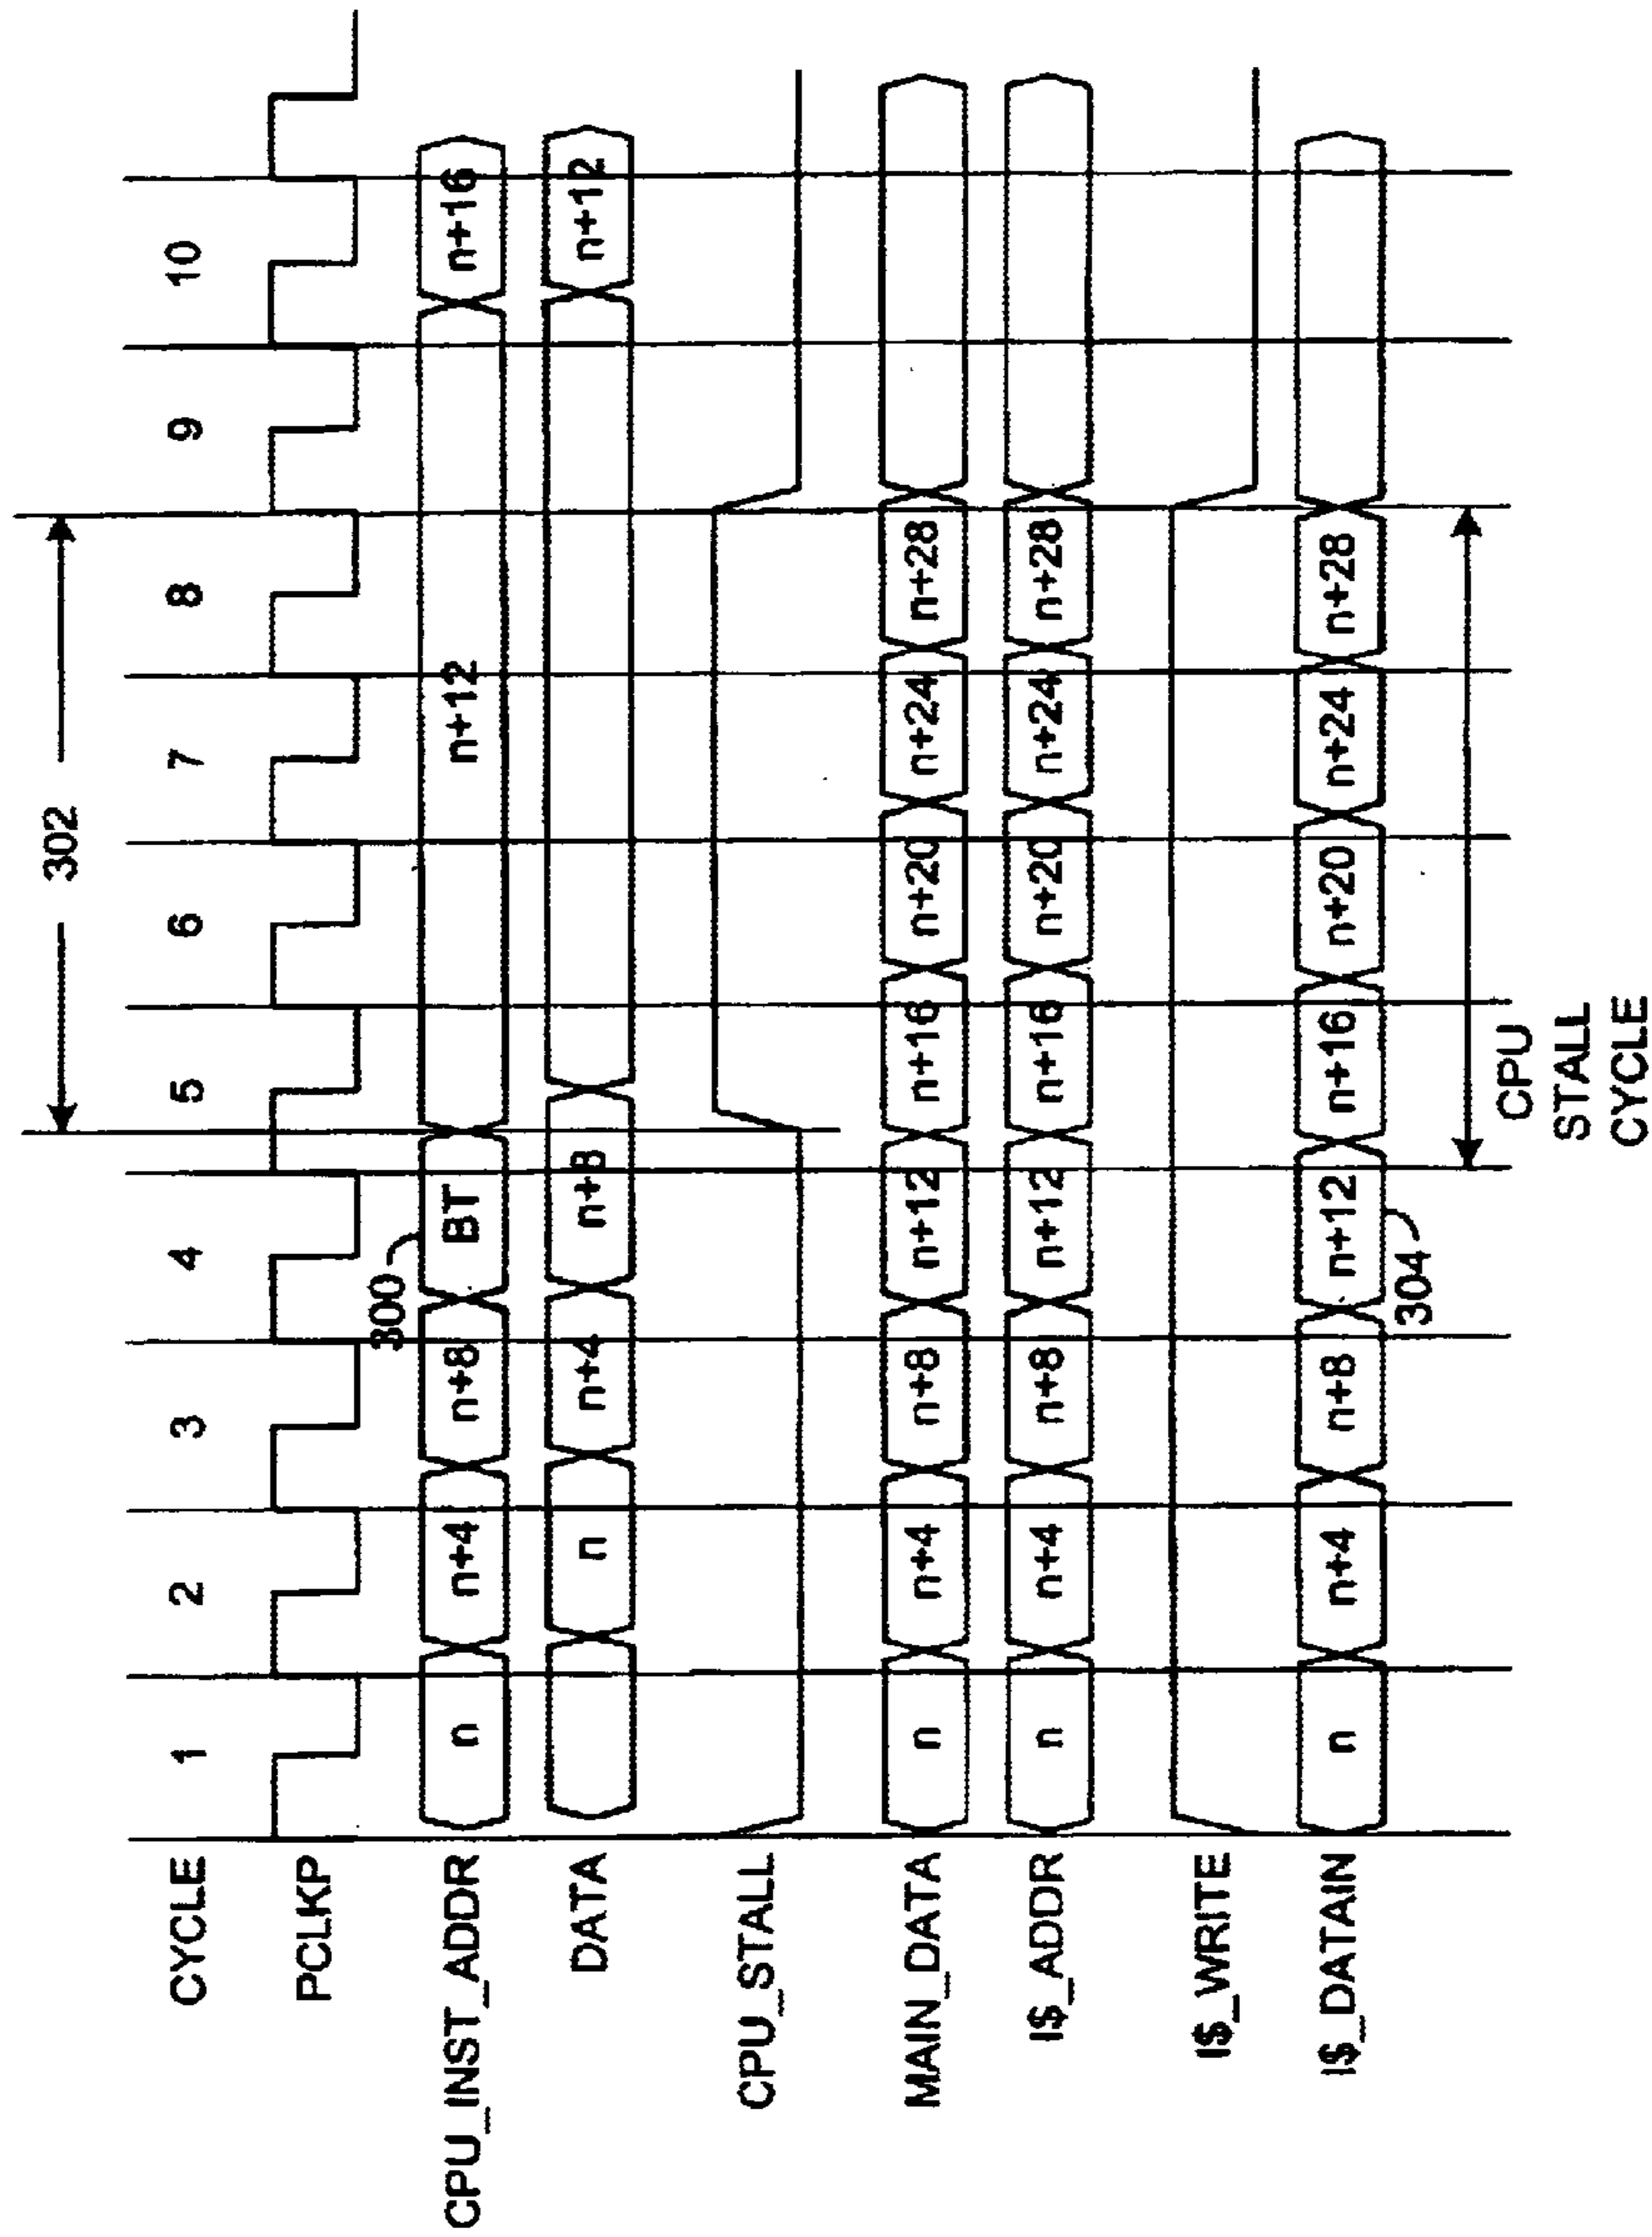 302
CYCLE 1 2 3 4 5 6 7 8 9 10
PCLKP
300
CPU_INST_ADDR n n+4 n+8 BT n+12 n+16
DATA n n+4 n+8 n+12
CPU_STALL
MAIN_DATA n n+4 n+8 n+12 n+16 n+20 n+24 n+28
I$_ADDR n n+4 n+8 n+12 n+16 n+20 n+24 n+28
I$_WRITE
I$_DATAIN n n+4 n+8 n+12 n+16 n+20 n+24 n+28
304
CPU
STALL
CYCLE